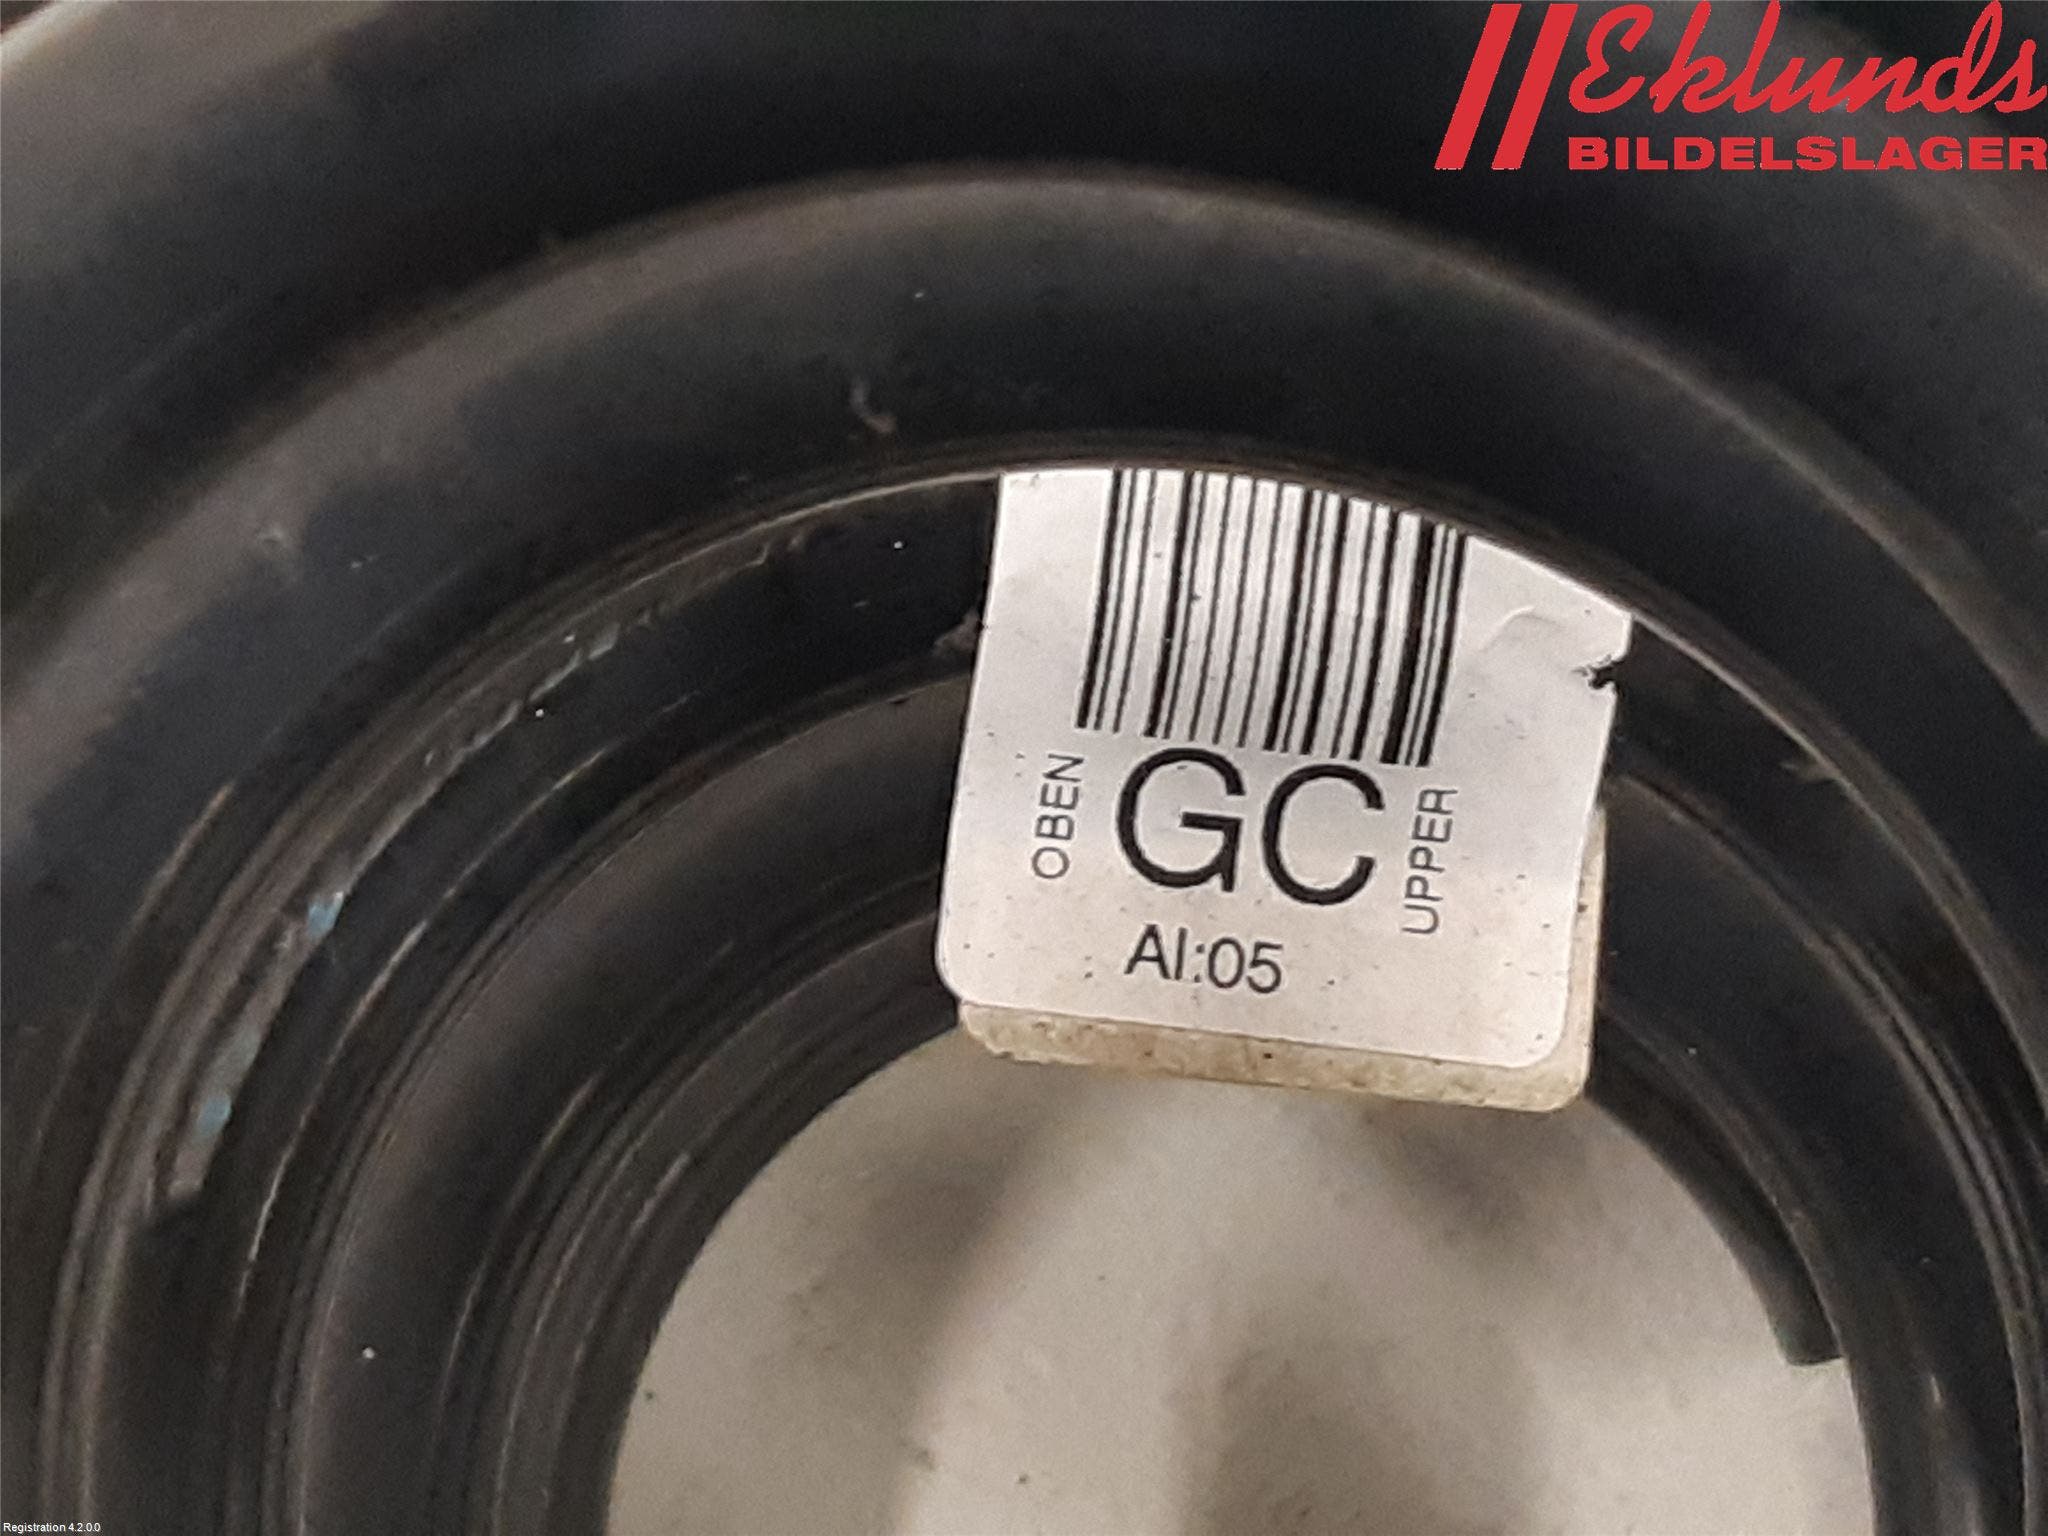 Eklunds
BILDELSLAGER
OBEN
GC
UPPER
AI:05
Registration 4.2.0.0